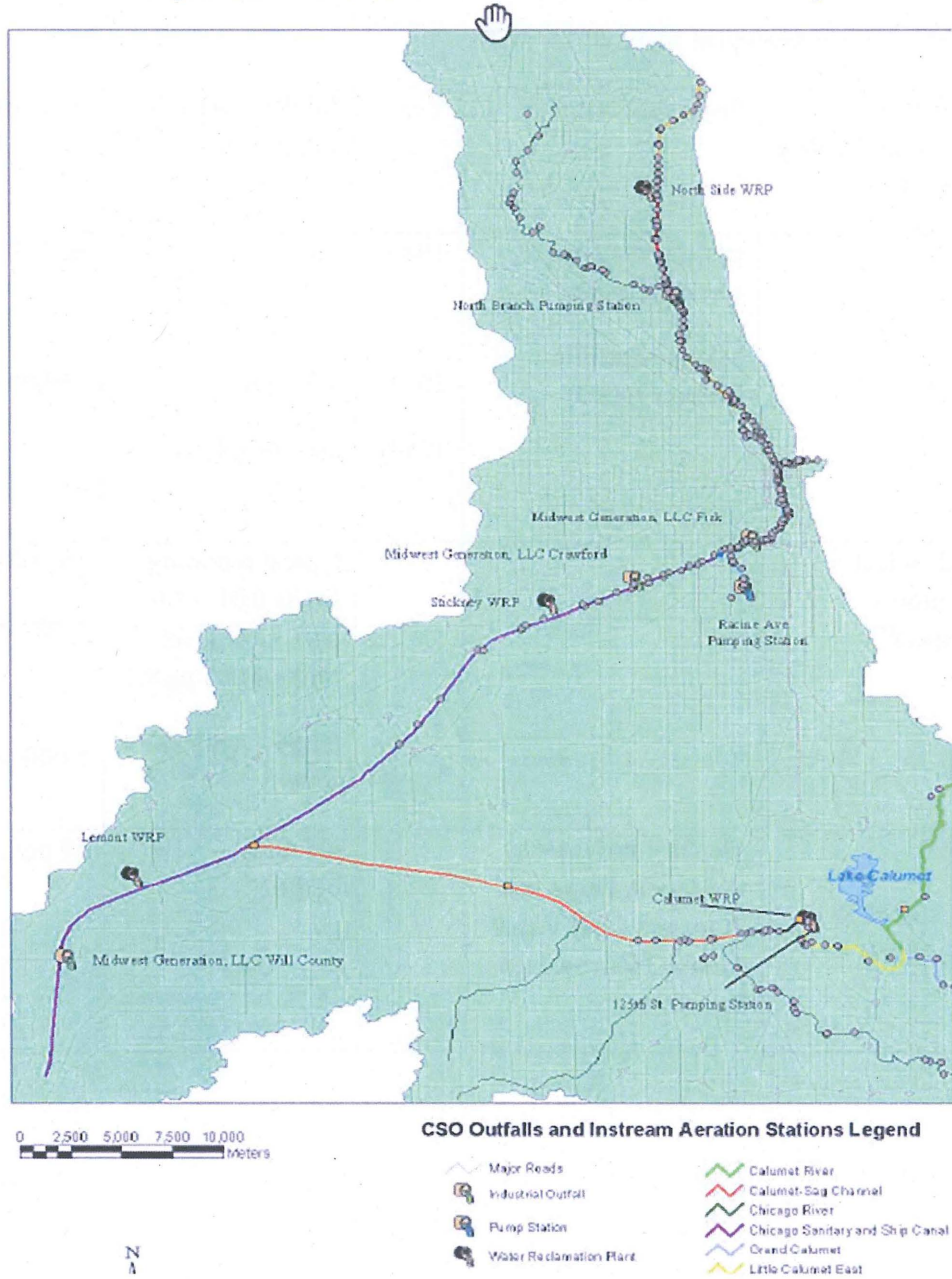 North Side WRP
North Branch Pumping Station
Midwest Generation, LLC Fisk
Midwest Generation, LLC Crawford
Stickney WRP
Racine Ave.
Pumping Station
Lemont WRP
Lake Calumet
Calumet WRP
Midwest Generation, LLC Will County
125th St. Pumping Station
0 2,500 5,000 7,500 10,000
Meters
CSO Outfalls and Instream Aeration Stations Legend
Major Roads
Industrial Outfall
Pump Station
Water Reclamation Plant
Calumet River
Calumet-Sag Channel
Chicago River
Chicago Sanitary and Ship Canal
Grand Calumet
Little Calumet East
N